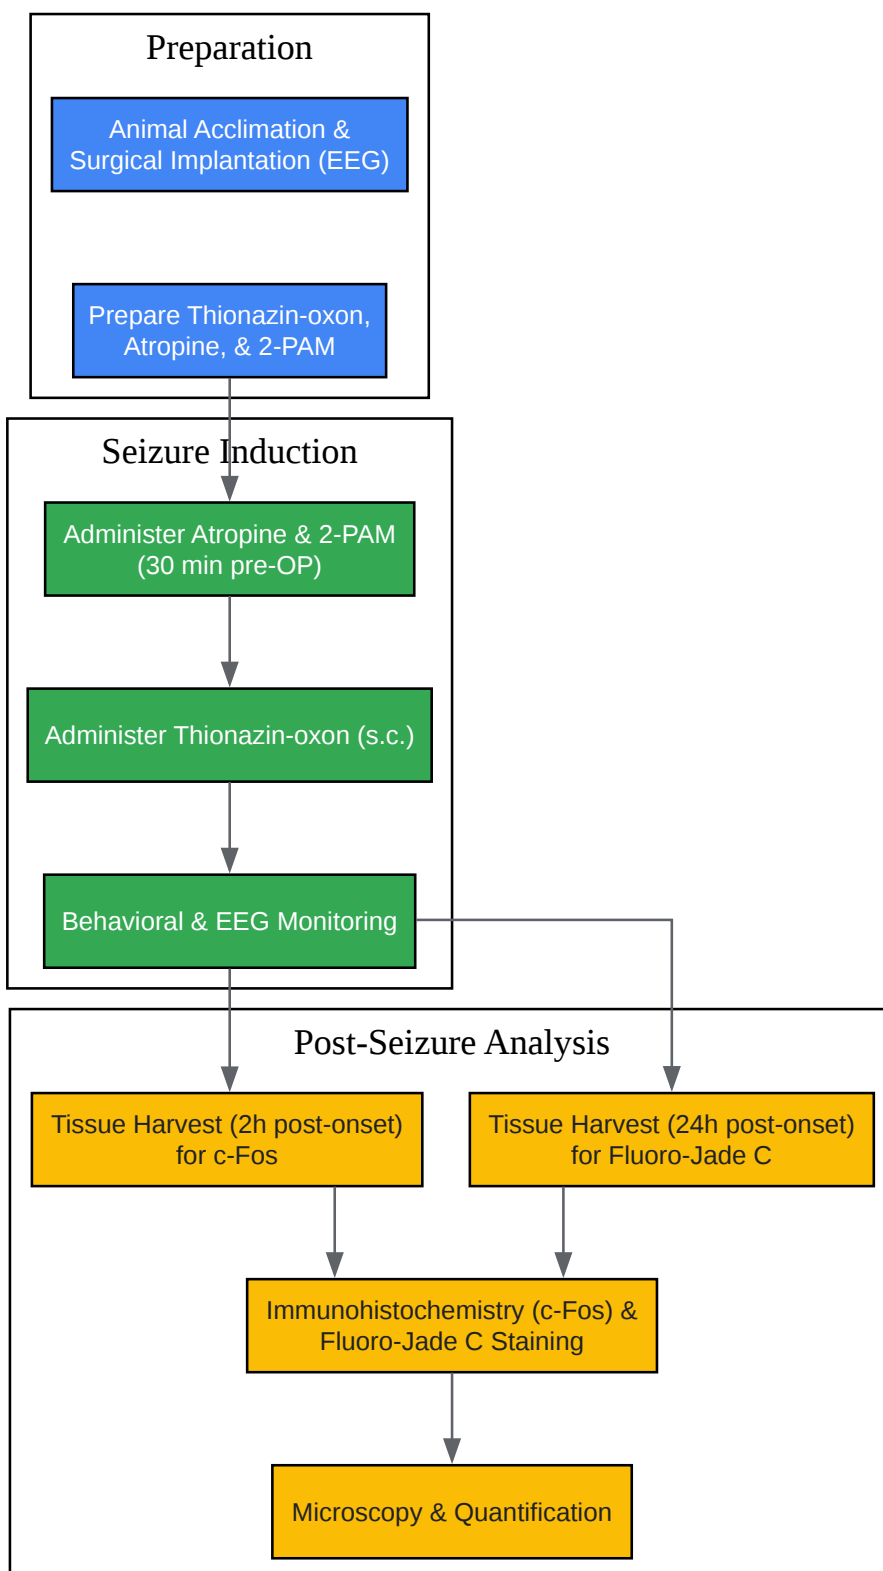 Preparation
Animal Acclimation &
Surgical Implantation (EEG)
Prepare Thionazin-oxon,
Atropine, & 2-PAM
Seizure Induction
Administer Atropine & 2-PAM
(30 min pre-OP)
Administer Thionazin-oxon (s.c.)
Behavioral & EEG Monitoring
Post-Seizure Analysis
Tissue Harvest (2h post-onset)
for c-Fos
Tissue Harvest (24h post-onset)
for Fluoro-Jade C
Immunohistochemistry (c-Fos) &
Fluoro-Jade C Staining
Microscopy & Quantification